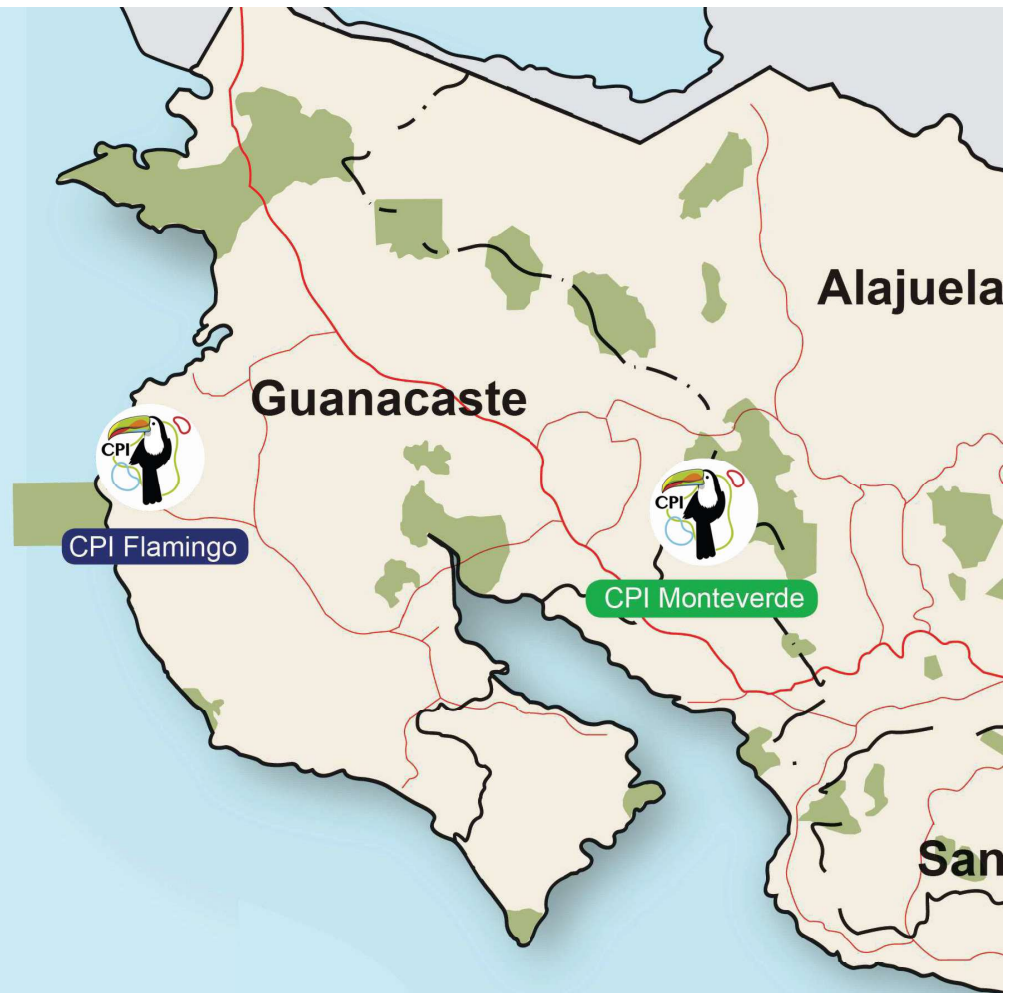 Alajuela
Guanacaste
CPI
CPI
CPI Flamingo
CPI Monteverde
San